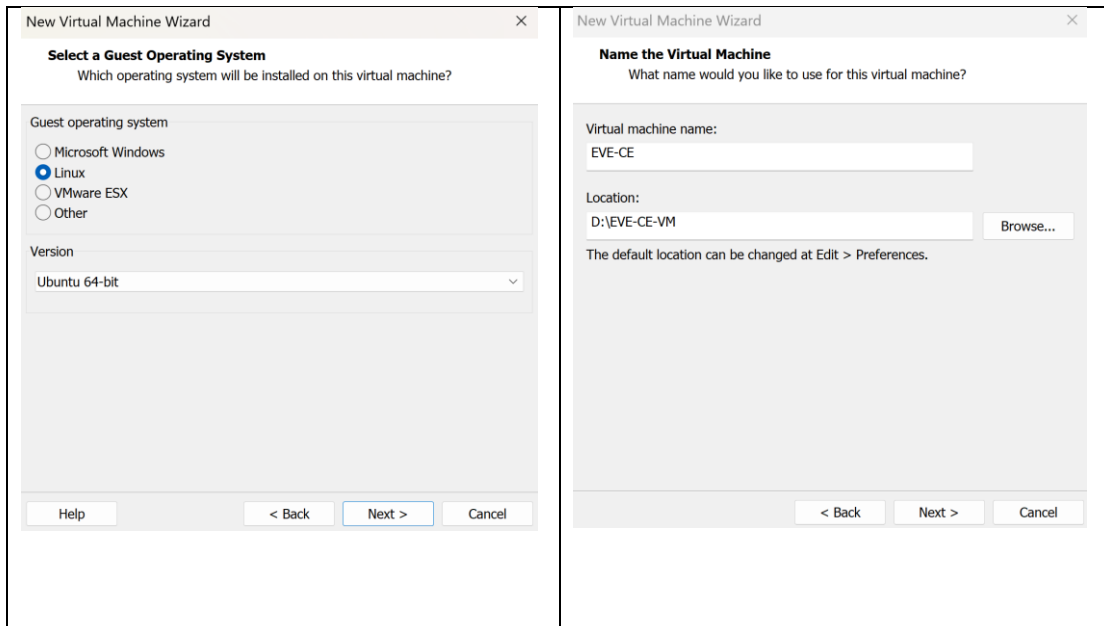 New Virtual Machine Wizard
Select a Guest Operating System
Which operating system will be installed on this virtual machine?
Guest operating system
Microsoft Windows
Linux
VMware ESX
Other
Version
Ubuntu 64-bit
Help
< Back
Next >
Cancel
New Virtual Machine Wizard
Name the Virtual Machine
What name would you like to use for this virtual machine?
Virtual machine name:
EVE-CE
Location:
D:\EVE-CE-VM
Browse...
The default location can be changed at Edit > Preferences.
< Back
Next >
Cancel